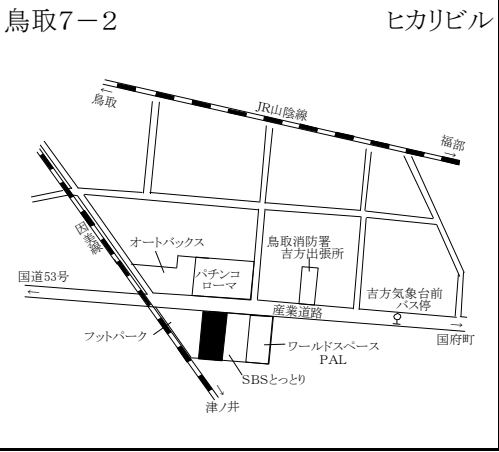 鳥取7－2
ヒカリビル
←
鳥取
JR山陰線
福部
→
因美線
オートバックス
パチンコ
ローマ
鳥取消防署
吉方出張所
国道53号
←
吉方気象台前
バス停
産業道路
→
国府町
フットパーク
ワールドスペース
PAL
SBSとっとり
→
津ノ井